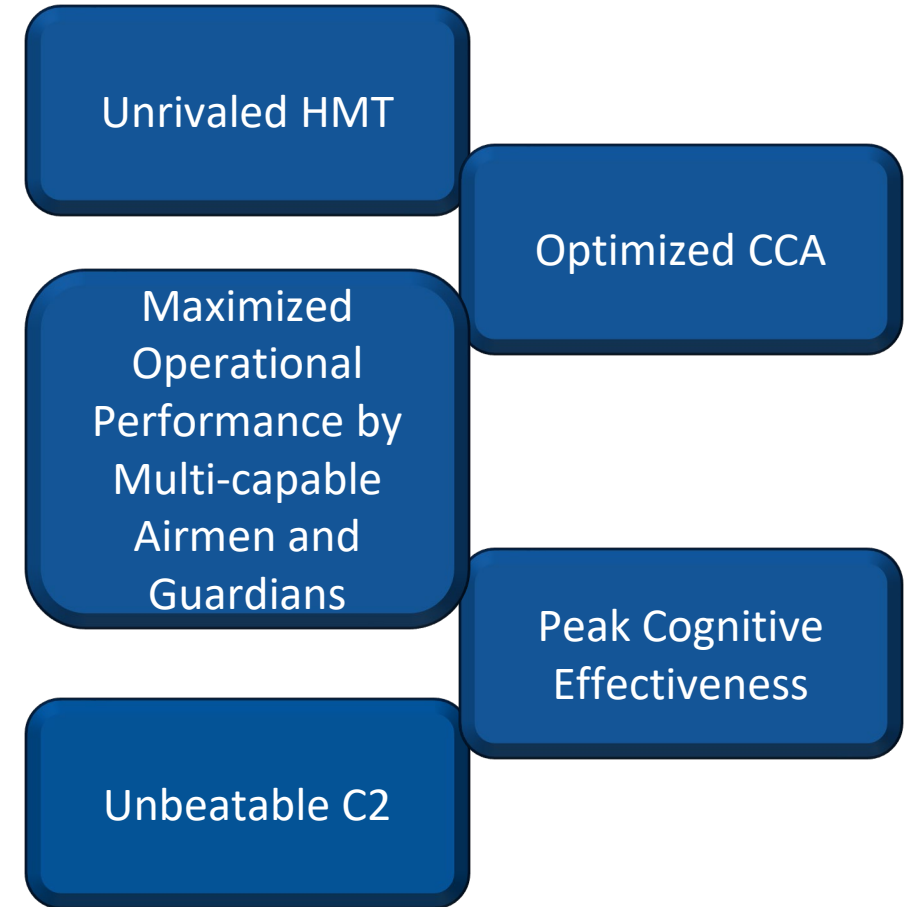 Unrivaled HMT
Optimized CCA
Maximized
Operational
Performance by
Multi-capable
Airmen and
Guardians
Peak Cognitive
Effectiveness
Unbeatable C2